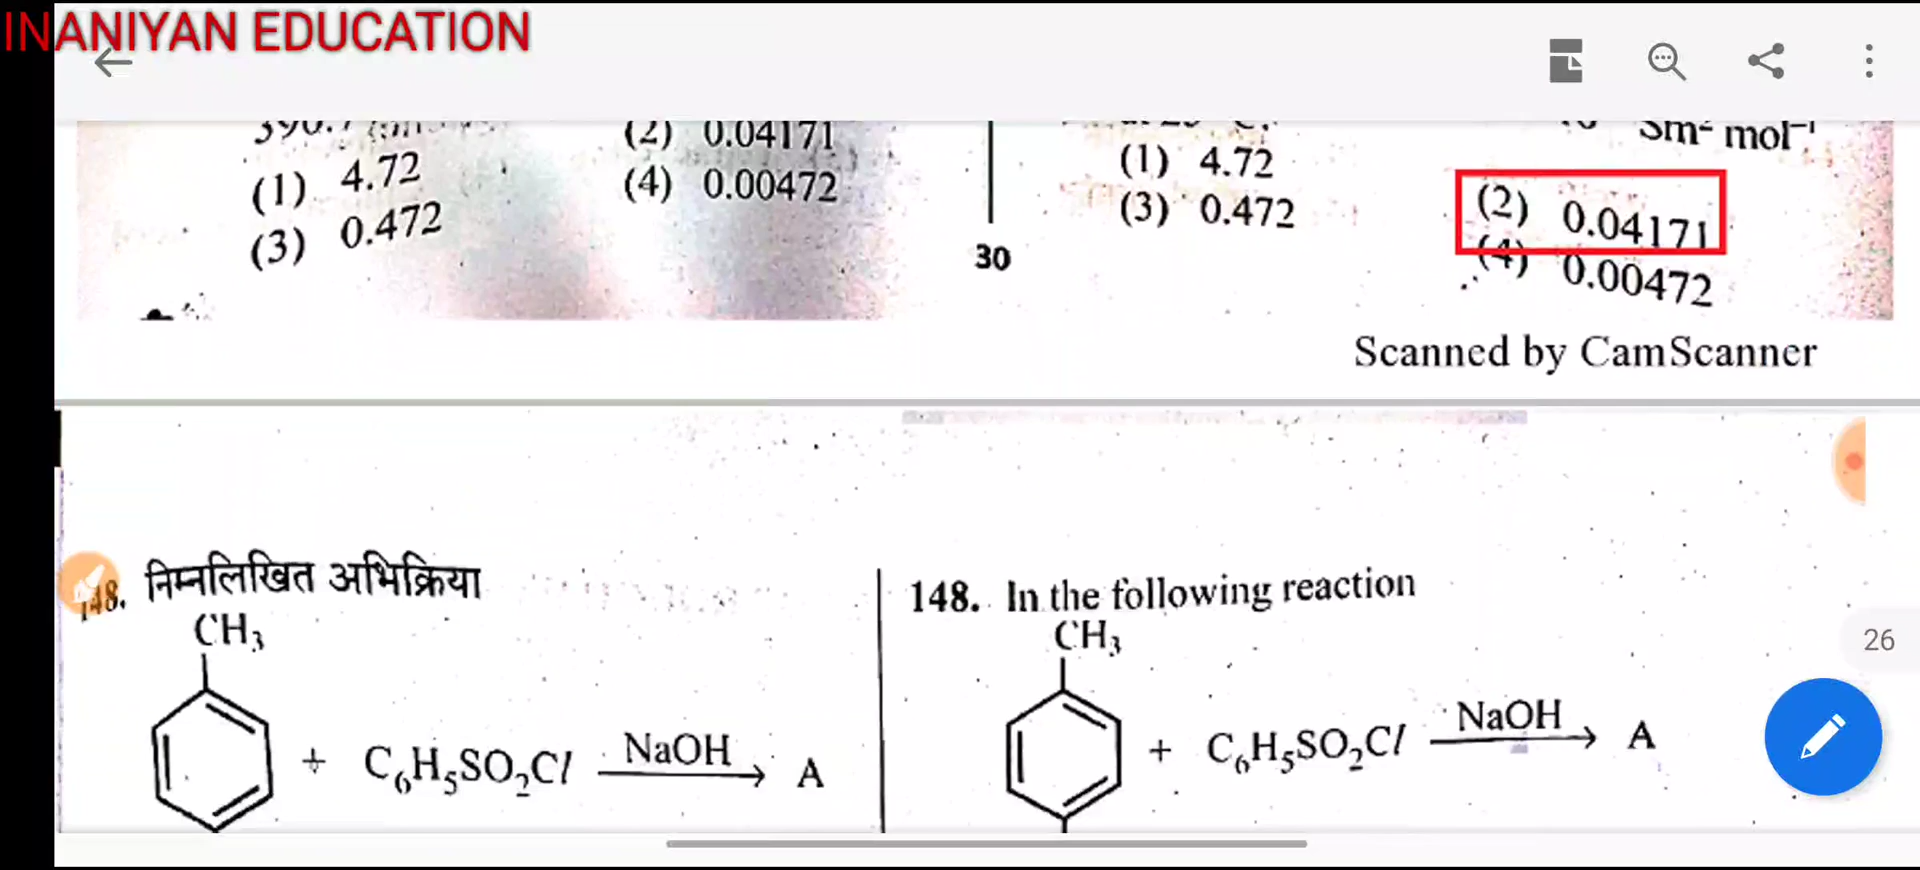 INANIYAN EDUCATION
(2) 0.04171
(1) 4.72
(4) 0.00472
(3) 0.472
30
Sm² mol⁻¹
(1) 4.72
(2) 0.04171
(3) 0.472
(4) 0.00472
Scanned by CamScanner
148. निम्नलिखित अभिक्रिया
CH₃
+ C₆H₅SO₂Cl NaOH → A
148. In the following reaction
CH₃
+ C₆H₅SO₂Cl NaOH → A
26